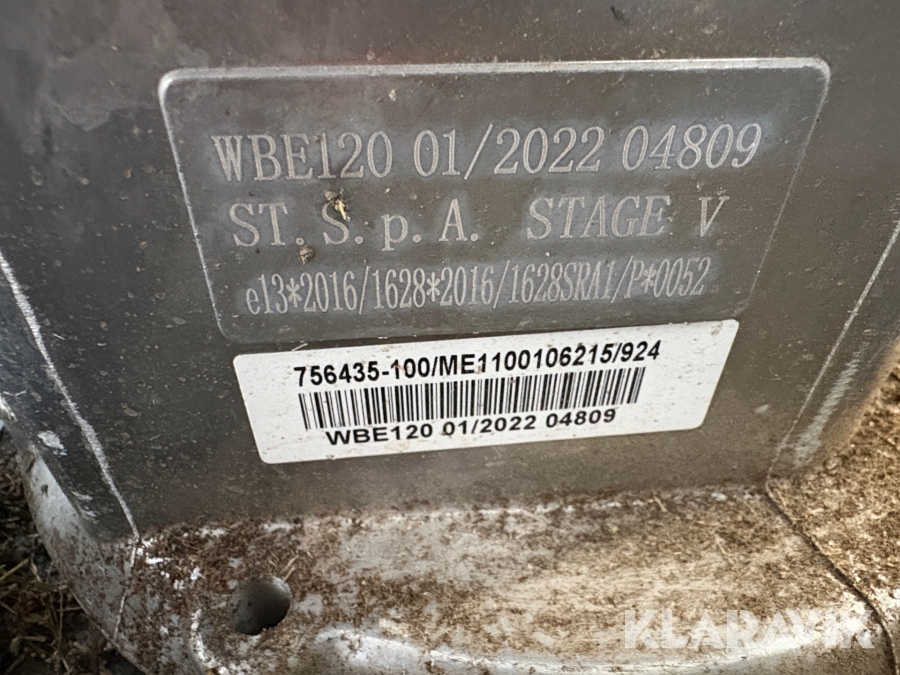 WBE120 01/2022 04809
ST. S. p. A. STAGE V
e13*2016/1628*2016/1628SRA1/P*0052
756435-100/ME1100106215/924
WBE120 01/2022 04809